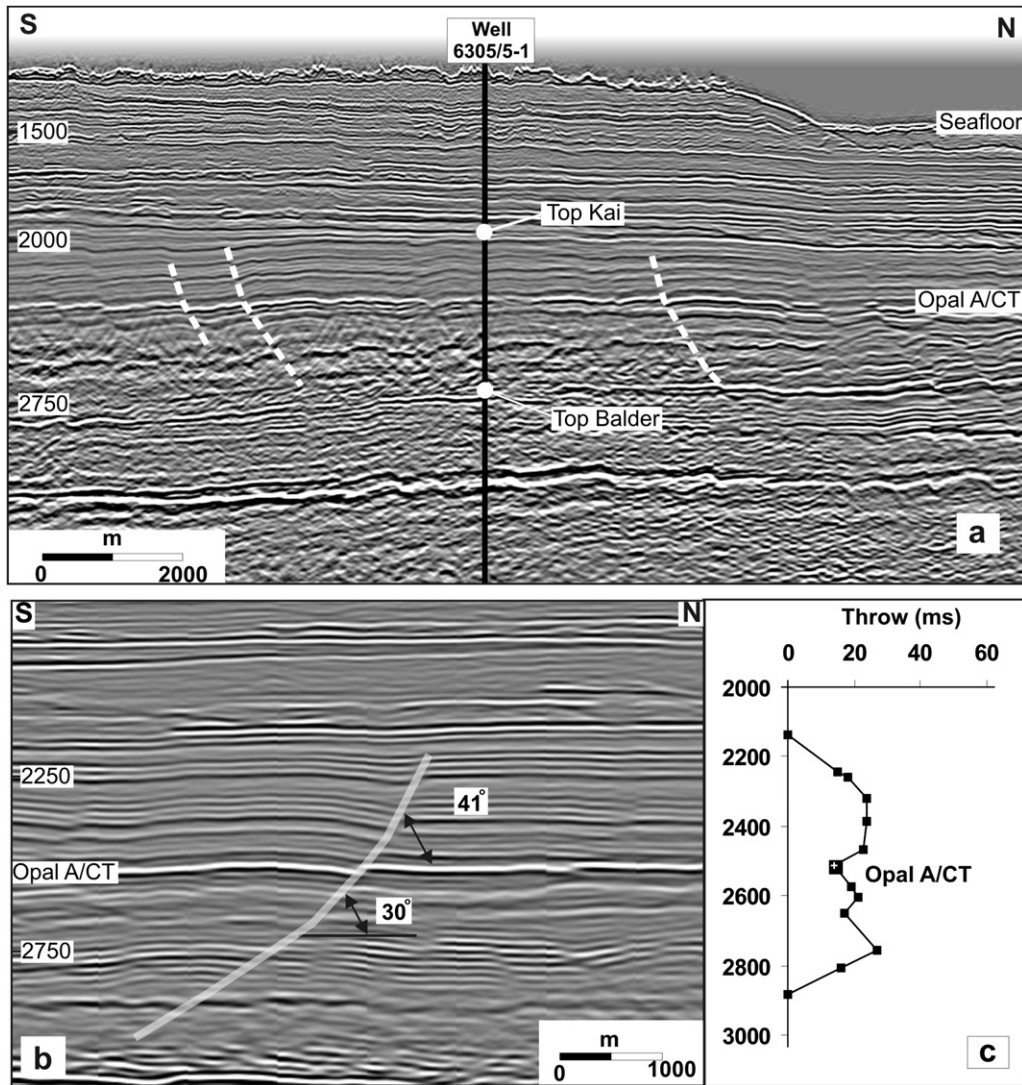 S
Well
6305/5-1
N
1500
Seafloor
Top Kai
2000
Opal A/CT
2750
Top Balder
m
0 2000
a
S
N
2250
41°
Opal A/CT
30°
2750
m
0 1000
b
Throw (ms)
0 20 40 60
2000
2200
2400
2600
Opal A/CT
2800
3000
c